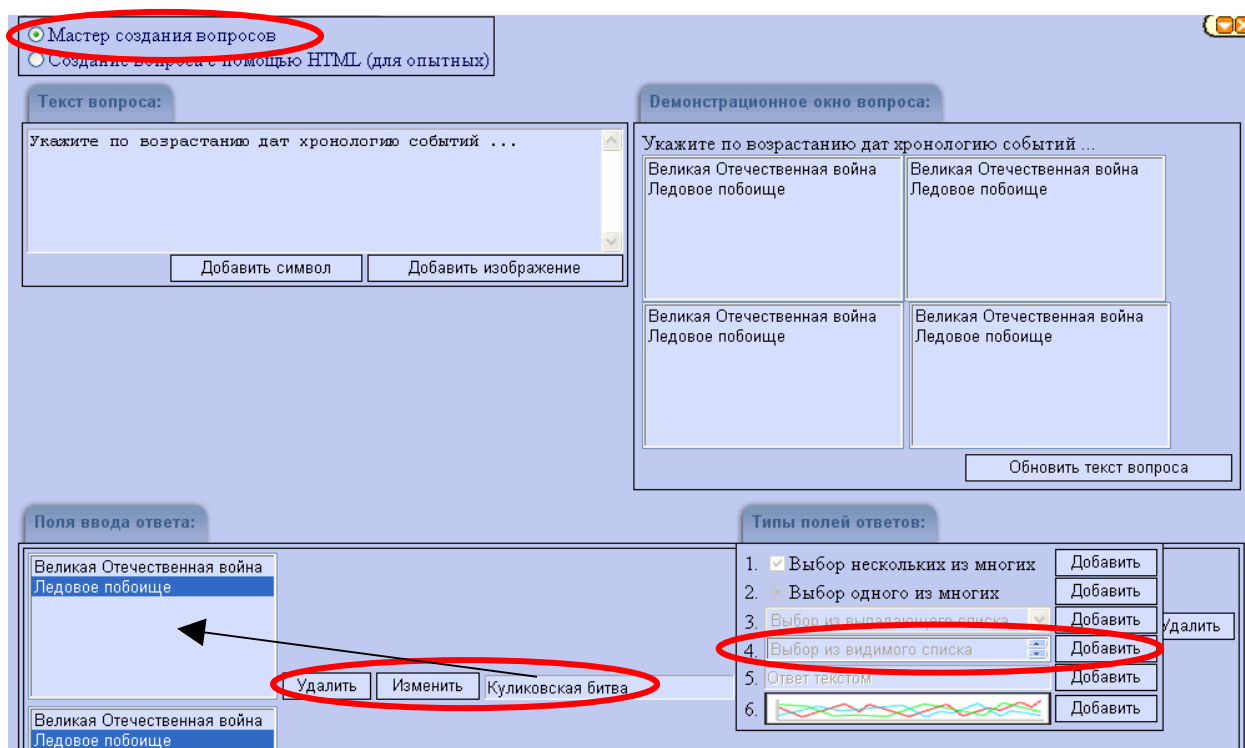 Мастер создания вопросов
Создание вопроса с помощью HTML (для опытных)
Текст вопроса:
Укажите по возрастанию дат хронологию событий ...
Добавить символ
Добавить изображение
Демонстрационное окно вопроса:
Укажите по возрастанию дат хронологию событий ...
Великая Отечественная война
Ледовое побоище
Великая Отечественная война
Ледовое побоище
Великая Отечественная война
Ледовое побоище
Великая Отечественная война
Ледовое побоище
Обновить текст вопроса
Поля ввода ответа:
Великая Отечественная война
Ледовое побоище
Удалить
Изменить
Куликовская битва
Великая Отечественная война
Ледовое побоище
Типы полей ответов:
1. Выбор нескольких из многих Добавить
2. Выбор одного из многих Добавить
3. Выбор из выпадающего списка Добавить
4. Выбор из видимого списка Добавить
5. Ответ текстом Добавить
6. Добавить
Удалить